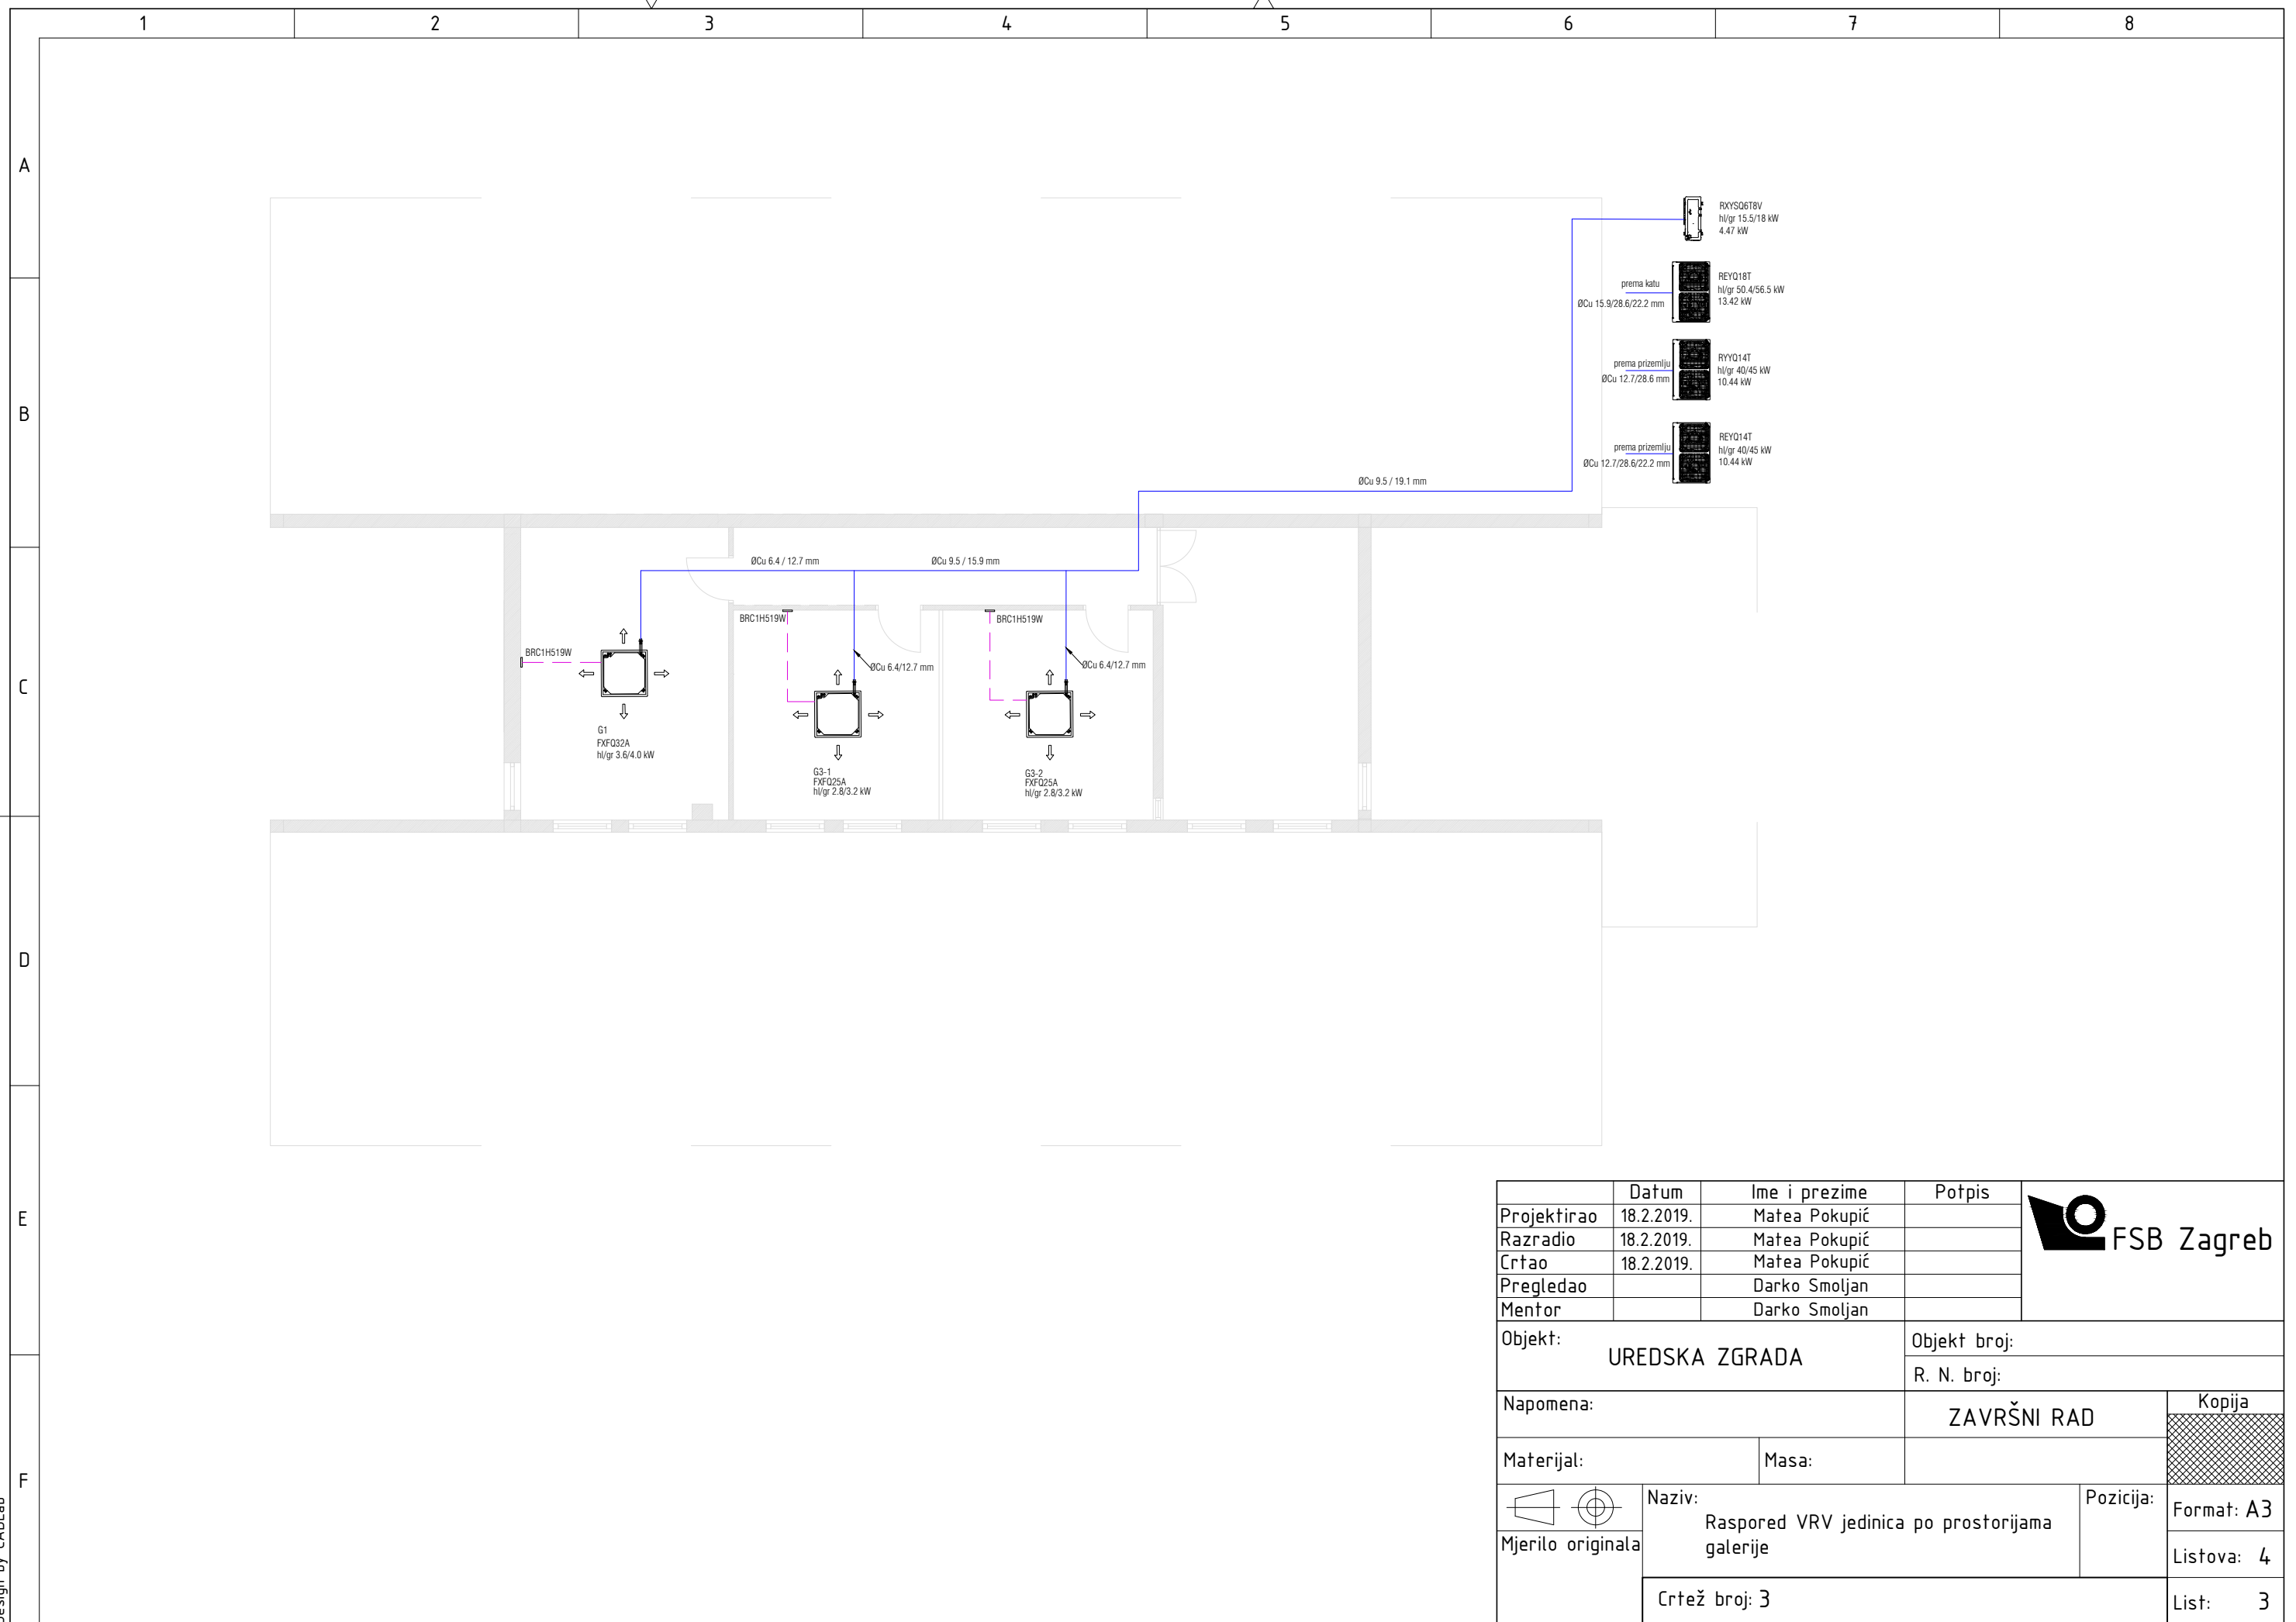 1 2 3 4 5 6 7 8
A
B
C
D
E
F
RXYSQ6T8V
hl/gr 15.5/18 kW
4.47 kW
prema katu
ØCu 15.9/28.6/22.2 mm
REYQ18T
hl/gr 50.4/56.5 kW
13.42 kW
prema prizemlju
ØCu 12.7/28.6 mm
RYYQ14T
hl/gr 40/45 kW
10.44 kW
prema prizemlju
ØCu 12.7/28.6/22.2 mm
REYQ14T
hl/gr 40/45 kW
10.44 kW
ØCu 9.5 / 19.1 mm
ØCu 6.4 / 12.7 mm
ØCu 9.5 / 15.9 mm
BRC1H519W
BRC1H519W
BRC1H519W
ØCu 6.4/12.7 mm
ØCu 6.4/12.7 mm
G1
FXFQ32A
hl/gr 3.6/4.0 kW
G3-1
FXFQ25A
hl/gr 2.8/3.2 kW
G3-2
FXFQ25A
hl/gr 2.8/3.2 kW
Datum Ime i prezime Potpis
Projektirao 18.2.2019. Matea Pokupić
Razradio 18.2.2019. Matea Pokupić
Crtao 18.2.2019. Matea Pokupić
Pregledao Darko Smoljan
Mentor Darko Smoljan
FSB Zagreb
Objekt:
UREDSKA ZGRADA
Objekt broj:
R. N. broj:
Napomena:
ZAVRŠNI RAD
Kopija
Materijal:
Masa:
Naziv:
Raspored VRV jedinica po prostorijama
galerije
Pozicija:
Format: A3
Mjerilo originala
Listova: 4
Crtež broj: 3
List: 3
Design by CADLab